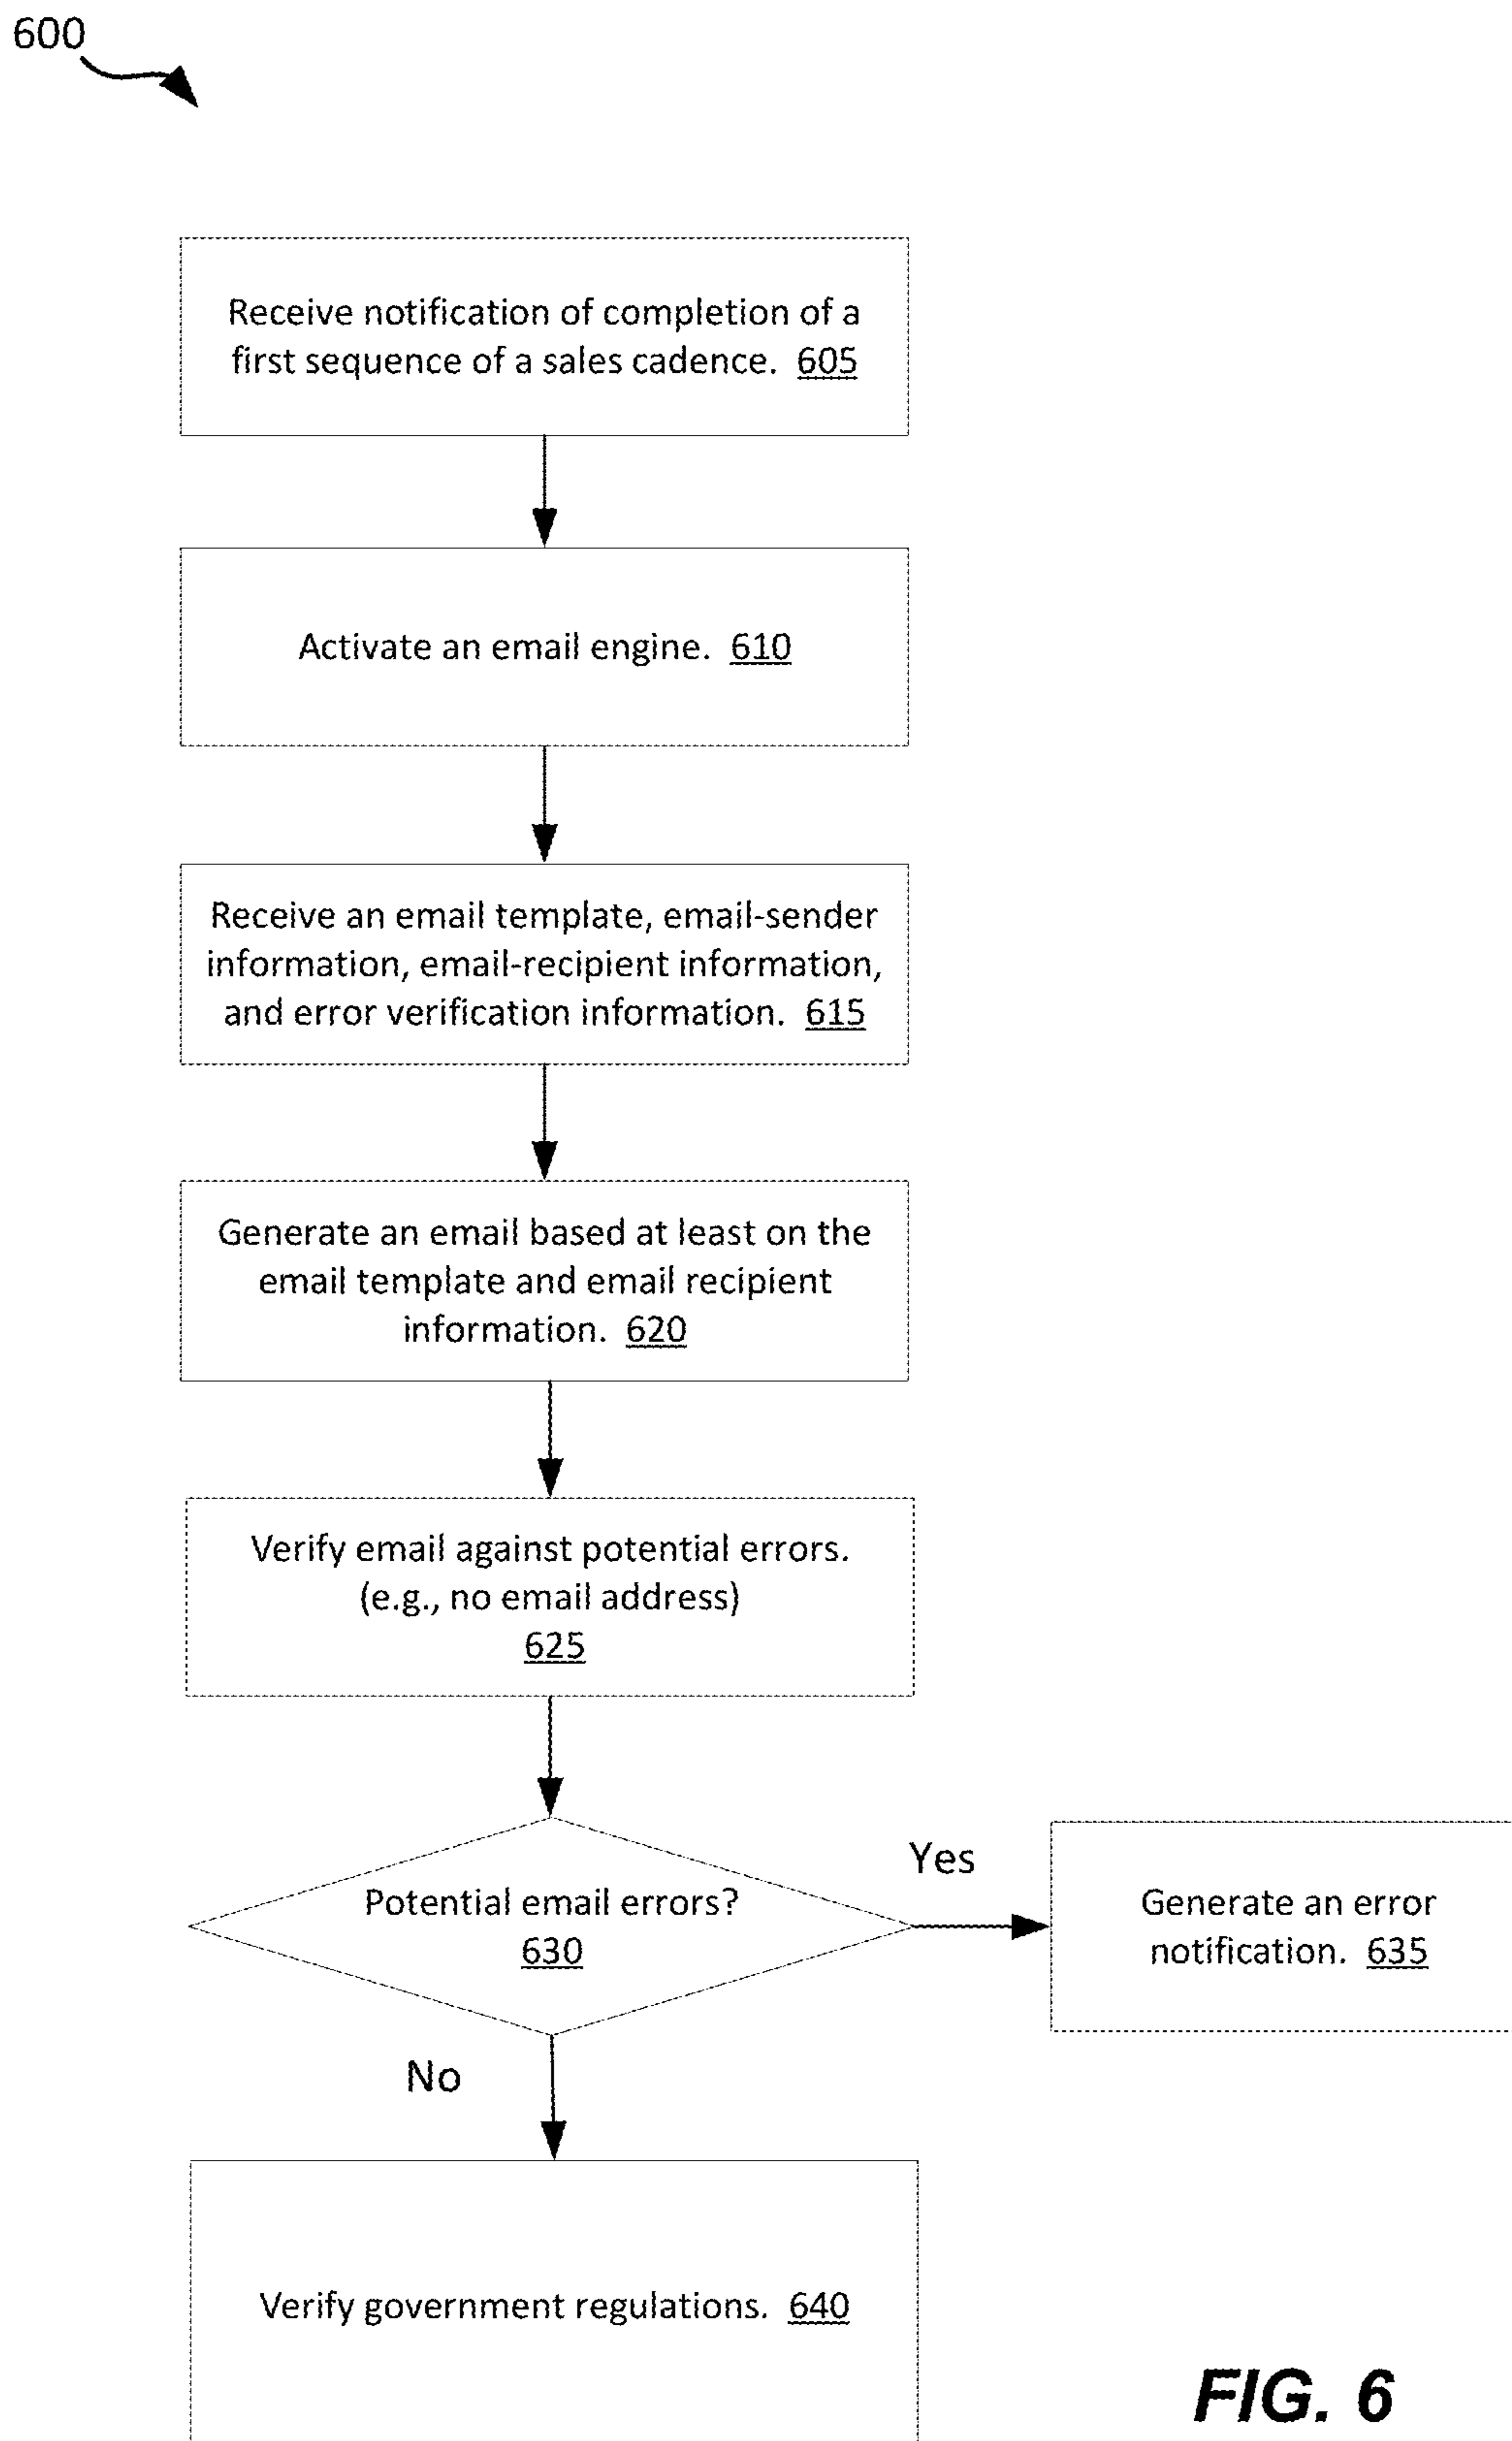 600
Receive notification of completion of a
first sequence of a sales cadence. 605
Activate an email engine. 610
Receive an email template, email-sender
information, email-recipient information,
and error verification information. 615
Generate an email based at least on the
email template and email recipient
information. 620
Verify email against potential errors.
(e.g., no email address)
625
Potential email errors?
630
Yes
Generate an error
notification. 635
No
Verify government regulations. 640
FIG. 6